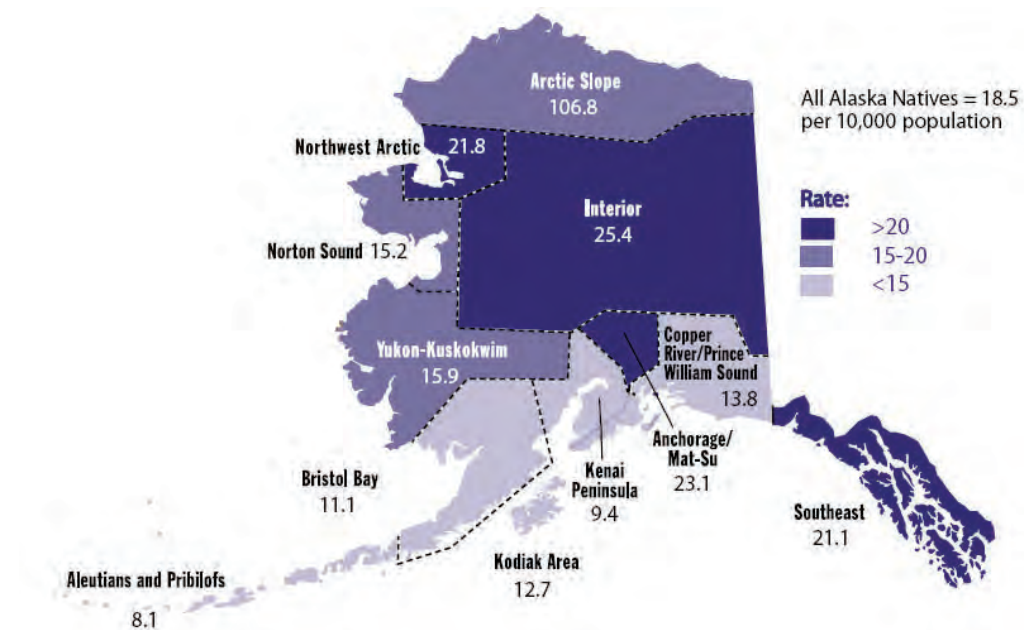 Arctic Slope
106.8
All Alaska Natives = 18.5
per 10,000 population
Northwest Arctic
21.8
Rate:
>20
15-20
<15
Interior
25.4
Norton Sound 15.2
Yukon-Kuskokwim
15.9
Copper
River/Prince
William Sound
13.8
Anchorage/
Mat-Su
23.1
Kenai
Peninsula
9.4
Bristol Bay
11.1
Southeast
21.1
Kodiak Area
12.7
Aleutians and Pribilofs
8.1